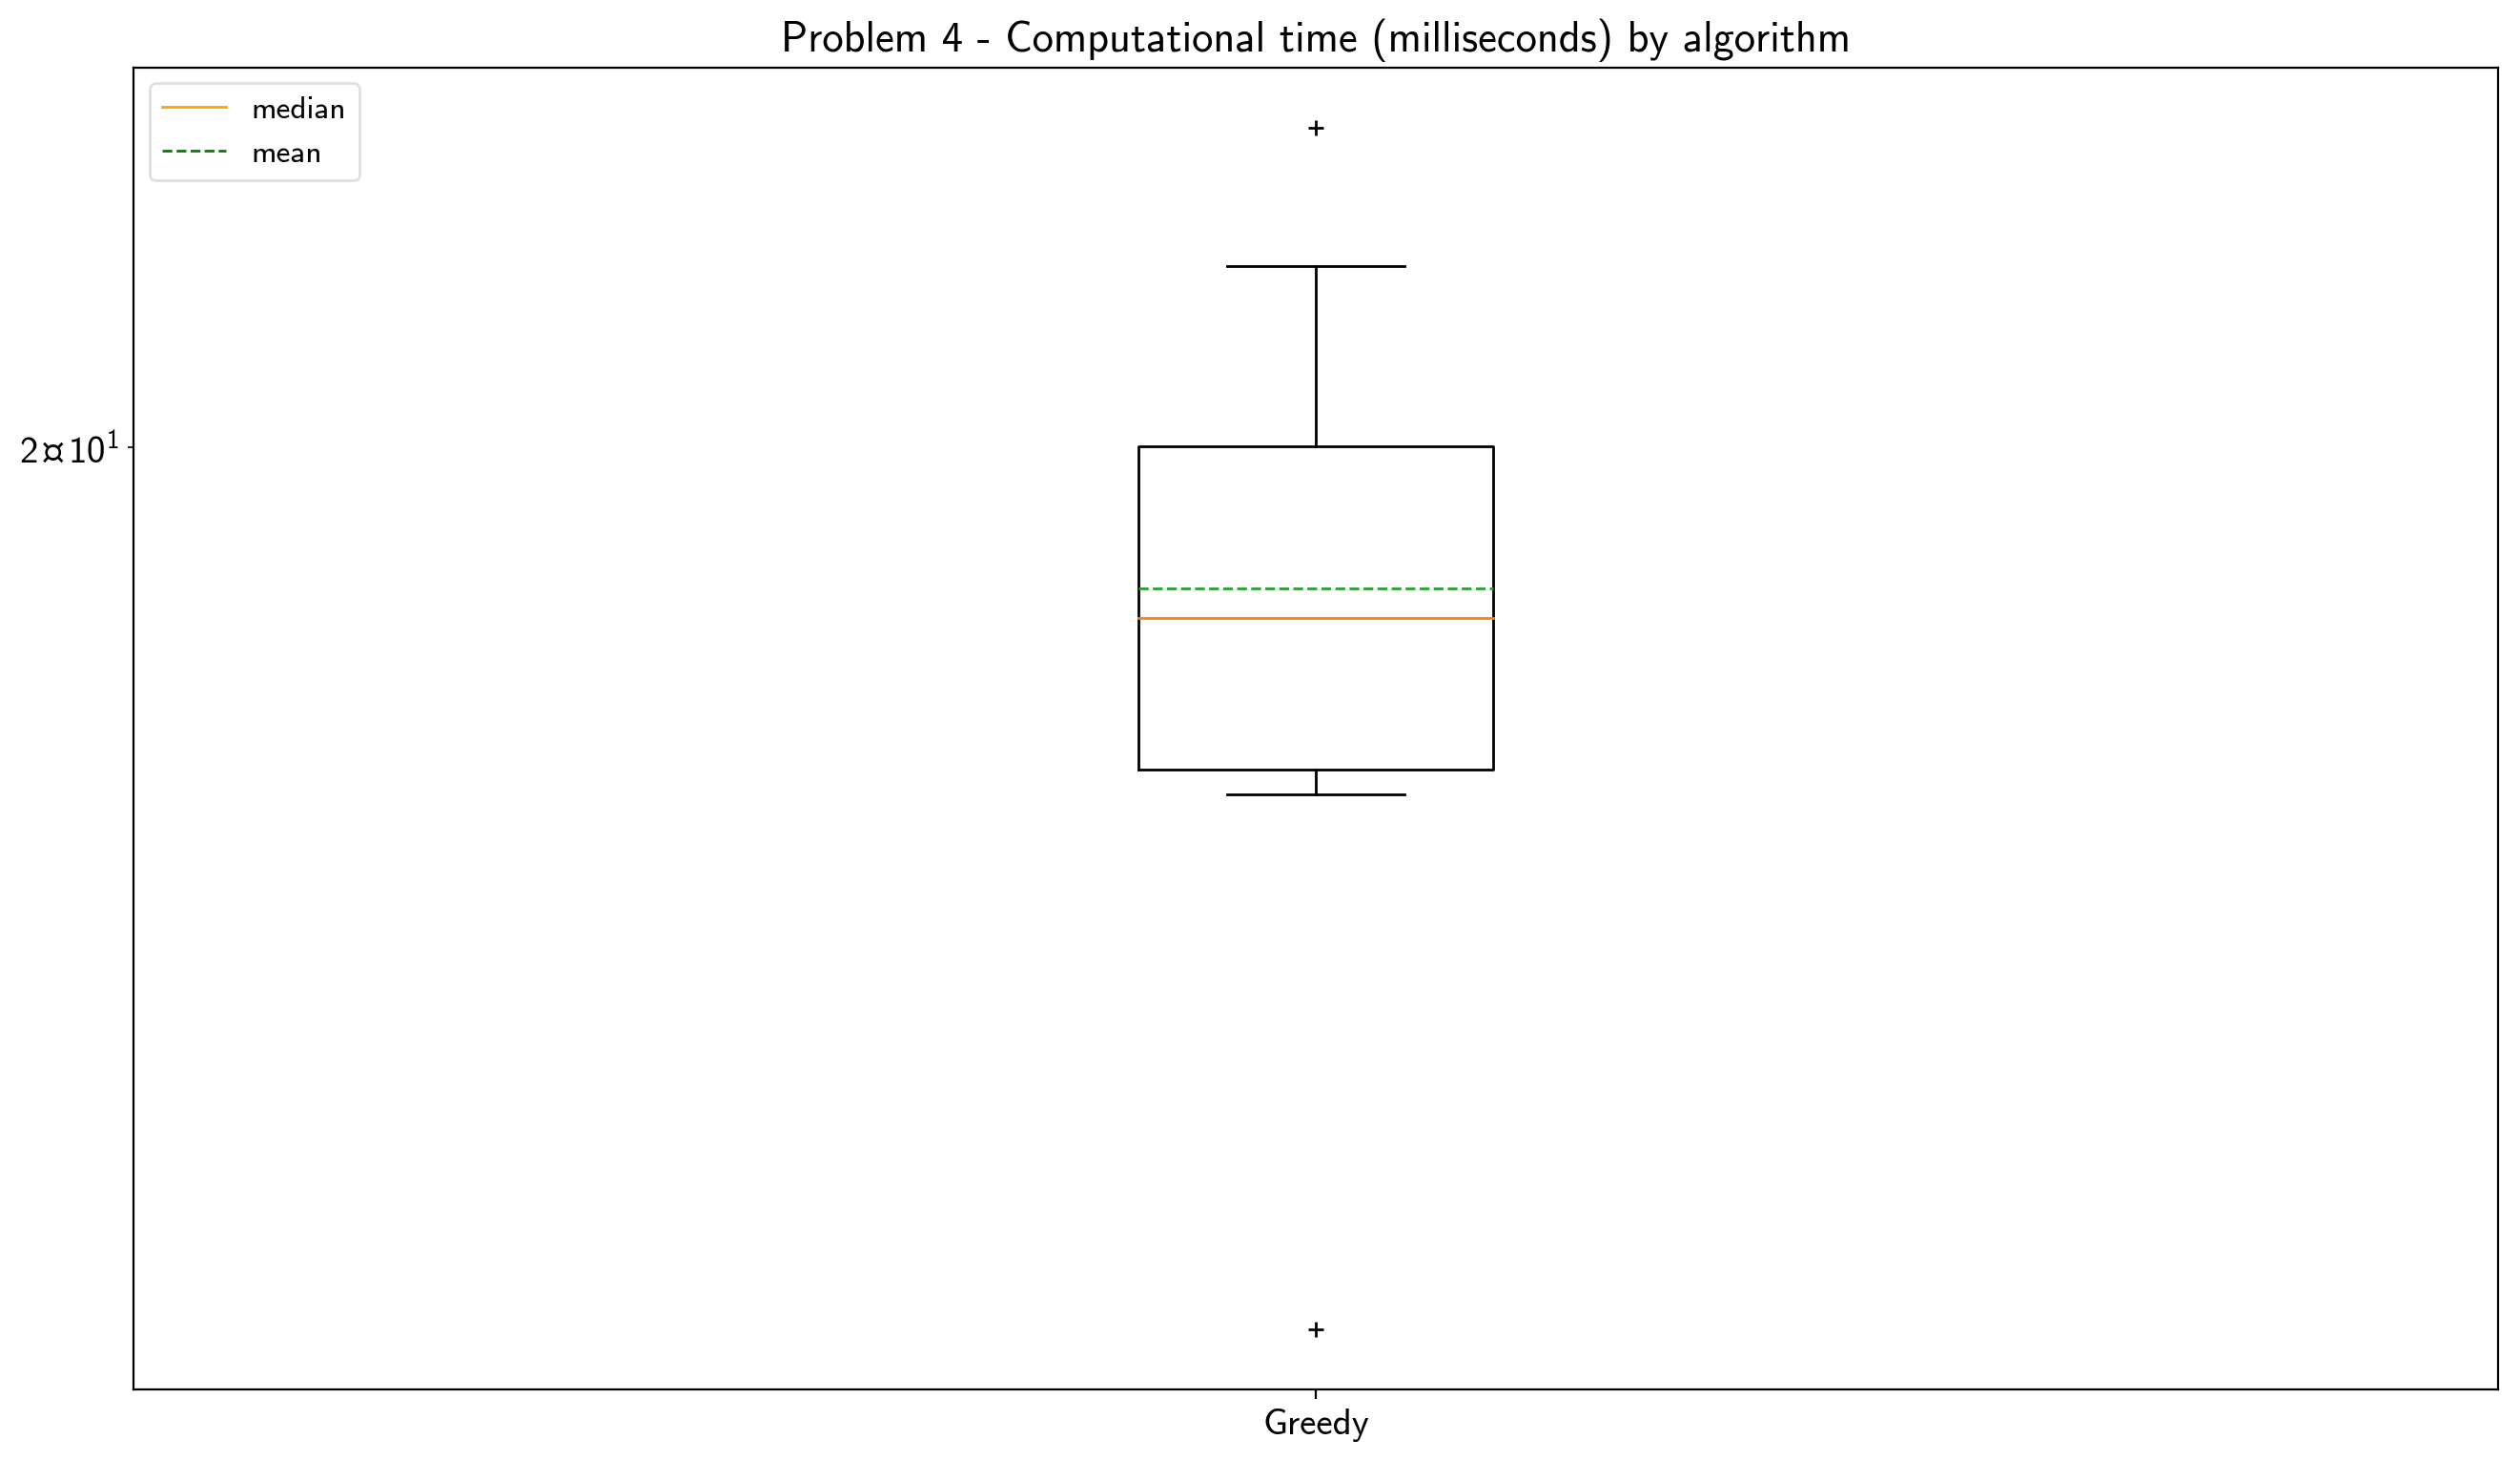 Problem 4 - Computational time (milliseconds) by algorithm
median
mean
2¤10¹
Greedy